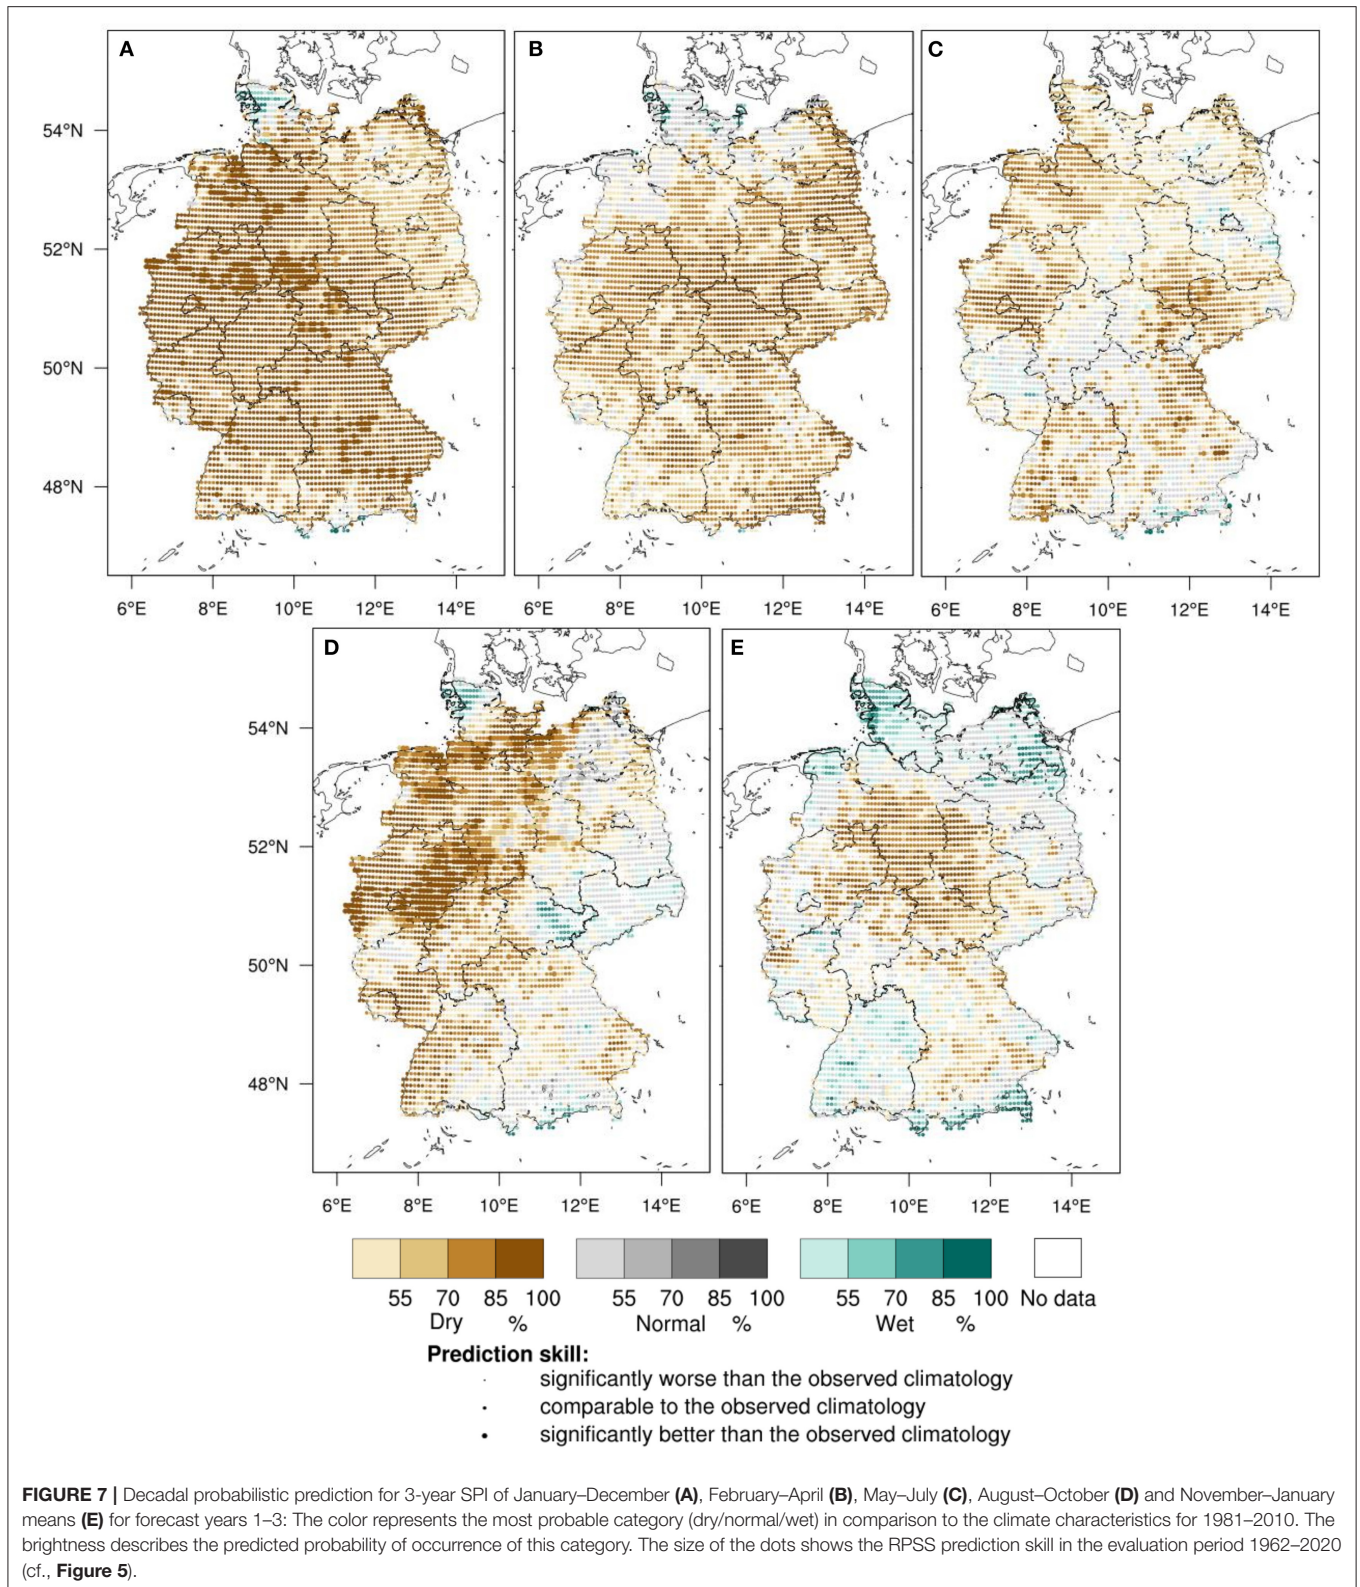 A
B
C
54°N
52°N
50°N
48°N
6°E 8°E 10°E 12°E 14°E
6°E 8°E 10°E 12°E 14°E
6°E 8°E 10°E 12°E 14°E
D
E
54°N
52°N
50°N
48°N
6°E 8°E 10°E 12°E 14°E
6°E 8°E 10°E 12°E 14°E
55 70 85 100
Dry %
55 70 85 100
Normal %
55 70 85 100
Wet %
No data
Prediction skill:
significantly worse than the observed climatology
comparable to the observed climatology
significantly better than the observed climatology
FIGURE 7 | Decadal probabilistic prediction for 3-year SPI of January–December (A), February–April (B), May–July (C), August–October (D) and November–January
means (E) for forecast years 1–3: The color represents the most probable category (dry/normal/wet) in comparison to the climate characteristics for 1981–2010. The
brightness describes the predicted probability of occurrence of this category. The size of the dots shows the RPSS prediction skill in the evaluation period 1962–2020
(cf., Figure 5).